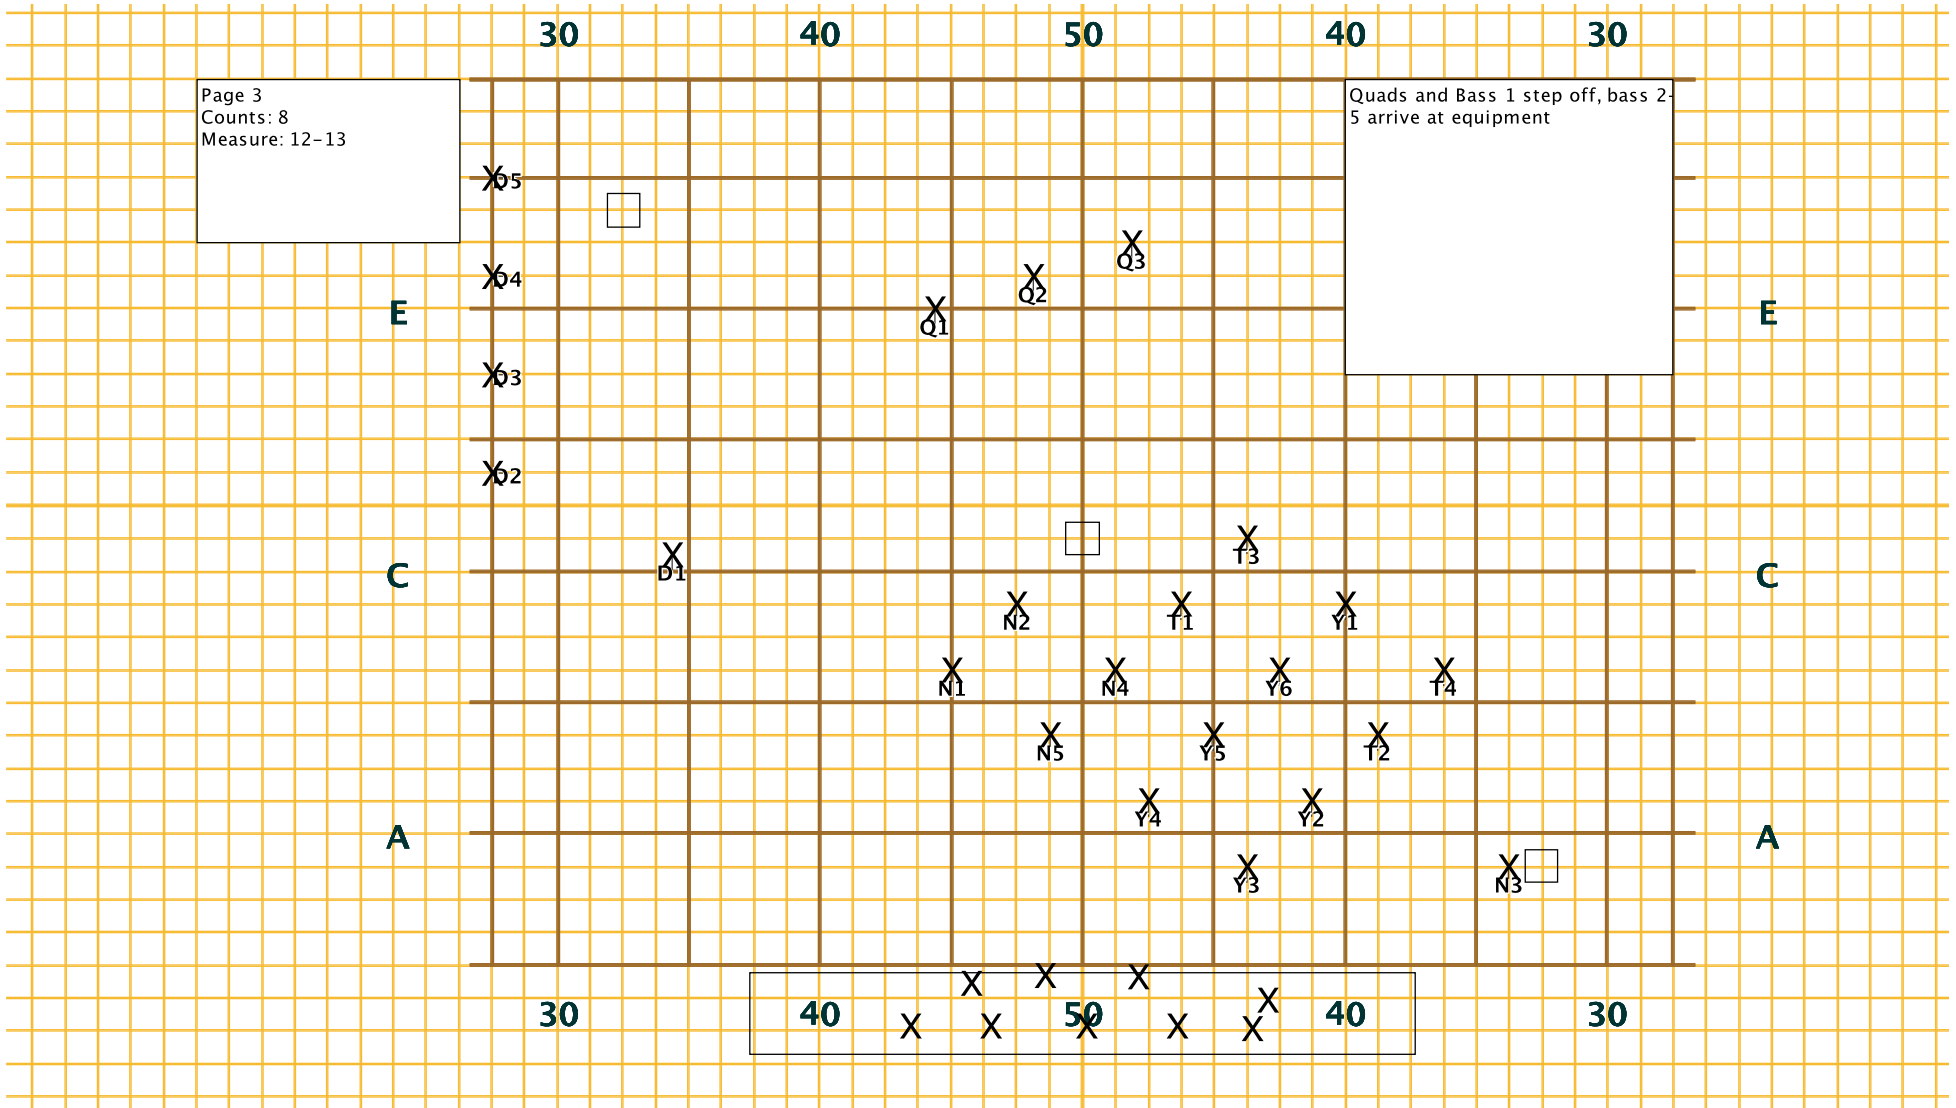 30 40 50 40 30
Page 3
Counts: 8
Measure: 12-13
Quads and Bass 1 step off, bass 2-
5 arrive at equipment
X D5
X Q3
X D4
X Q2
E E
X Q1
X D3
X D2
X T3
X D1
C C
X N2 X T1 X Y1
X N1 X N4 X Y6 X T4
X N5 X Y5 X T2
X Y4 X Y2
A A
X Y3 X N3
X X X
X
30 40 50 40 30
X X X X X